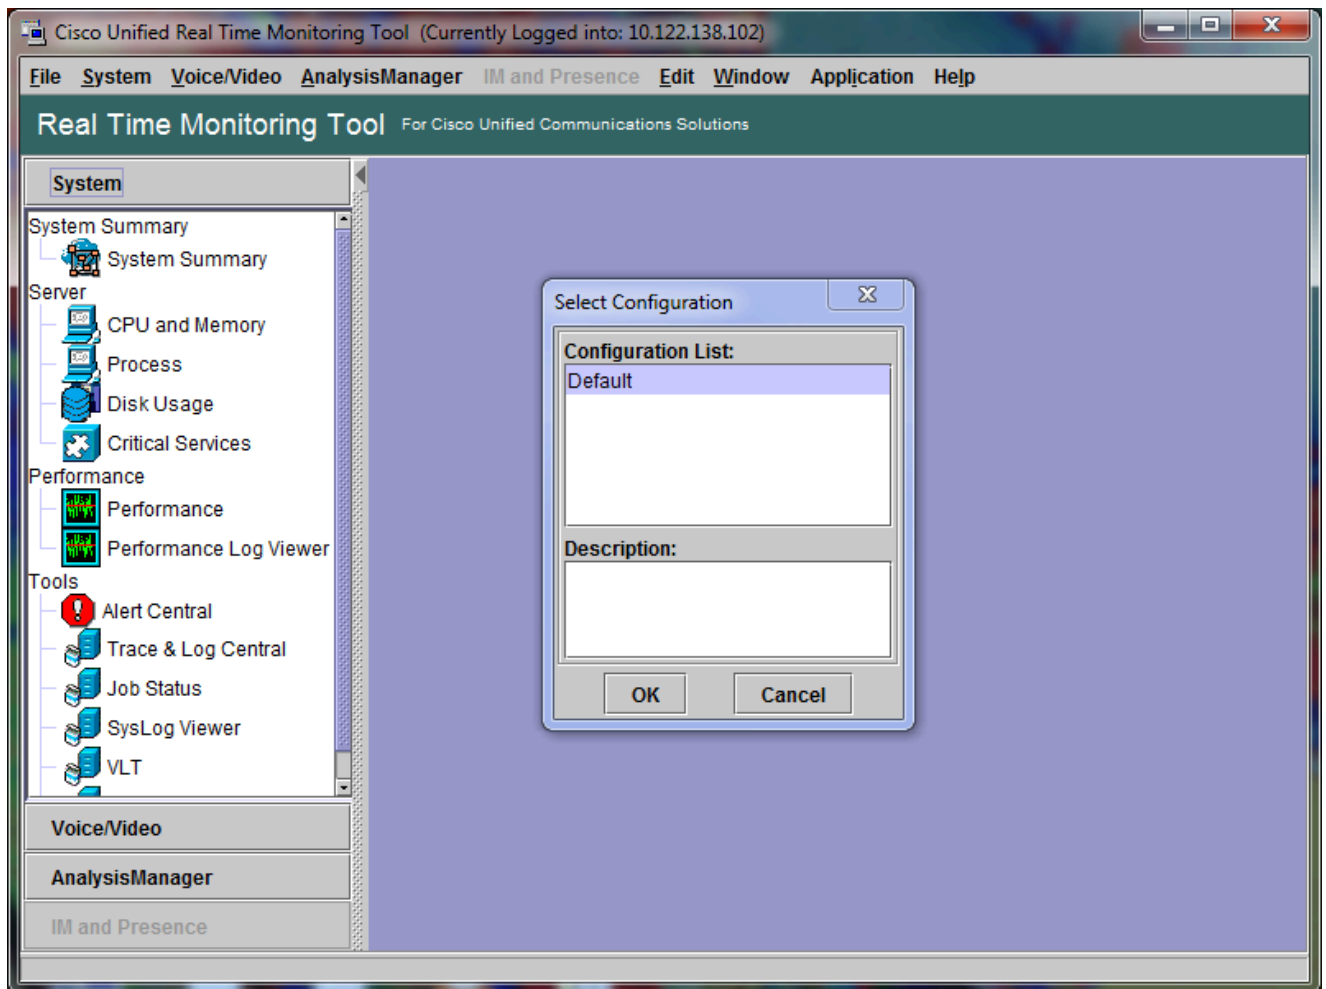 Cisco Unified Real Time Monitoring Tool (Currently Logged into: 10.122.138.102)
File System Voice/Video AnalysisManager IM and Presence Edit Window Application Help
Real Time Monitoring Tool For Cisco Unified Communications Solutions
System
System Summary
System Summary
Server
CPU and Memory
Process
Disk Usage
Critical Services
Performance
Performance
Performance Log Viewer
Tools
Alert Central
Trace & Log Central
Job Status
SysLog Viewer
VLT
Voice/Video
AnalysisManager
IM and Presence
Select Configuration
Configuration List:
Default
Description:
OK Cancel